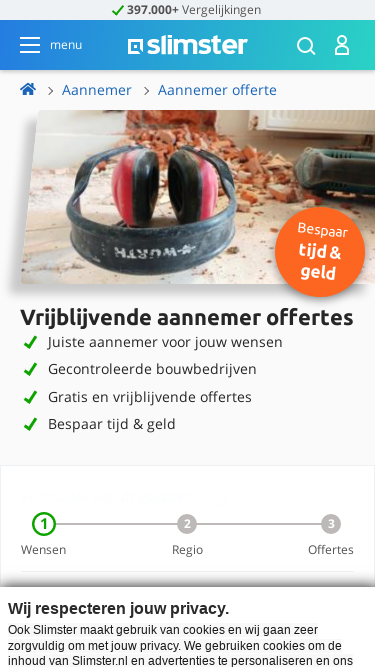 397.000+ Vergelijkingen
menu
slimster
Aannemer
Aannemer offerte
WÜRTH
Bespaar
tijd &
geld
Vrijblijvende aannemer offertes
Juiste aannemer voor jouw wensen
Gecontroleerde bouwbedrijven
Gratis en vrijblijvende offertes
Bespaar tijd & geld
1
2
3
Wensen
Regio
Offertes
Wij respecteren jouw privacy.
Ook Slimster maakt gebruik van cookies en wij gaan zeer
zorgvuldig om met jouw privacy. We gebruiken cookies om de
inhoud van Slimster.nl en advertenties te personaliseren en ons